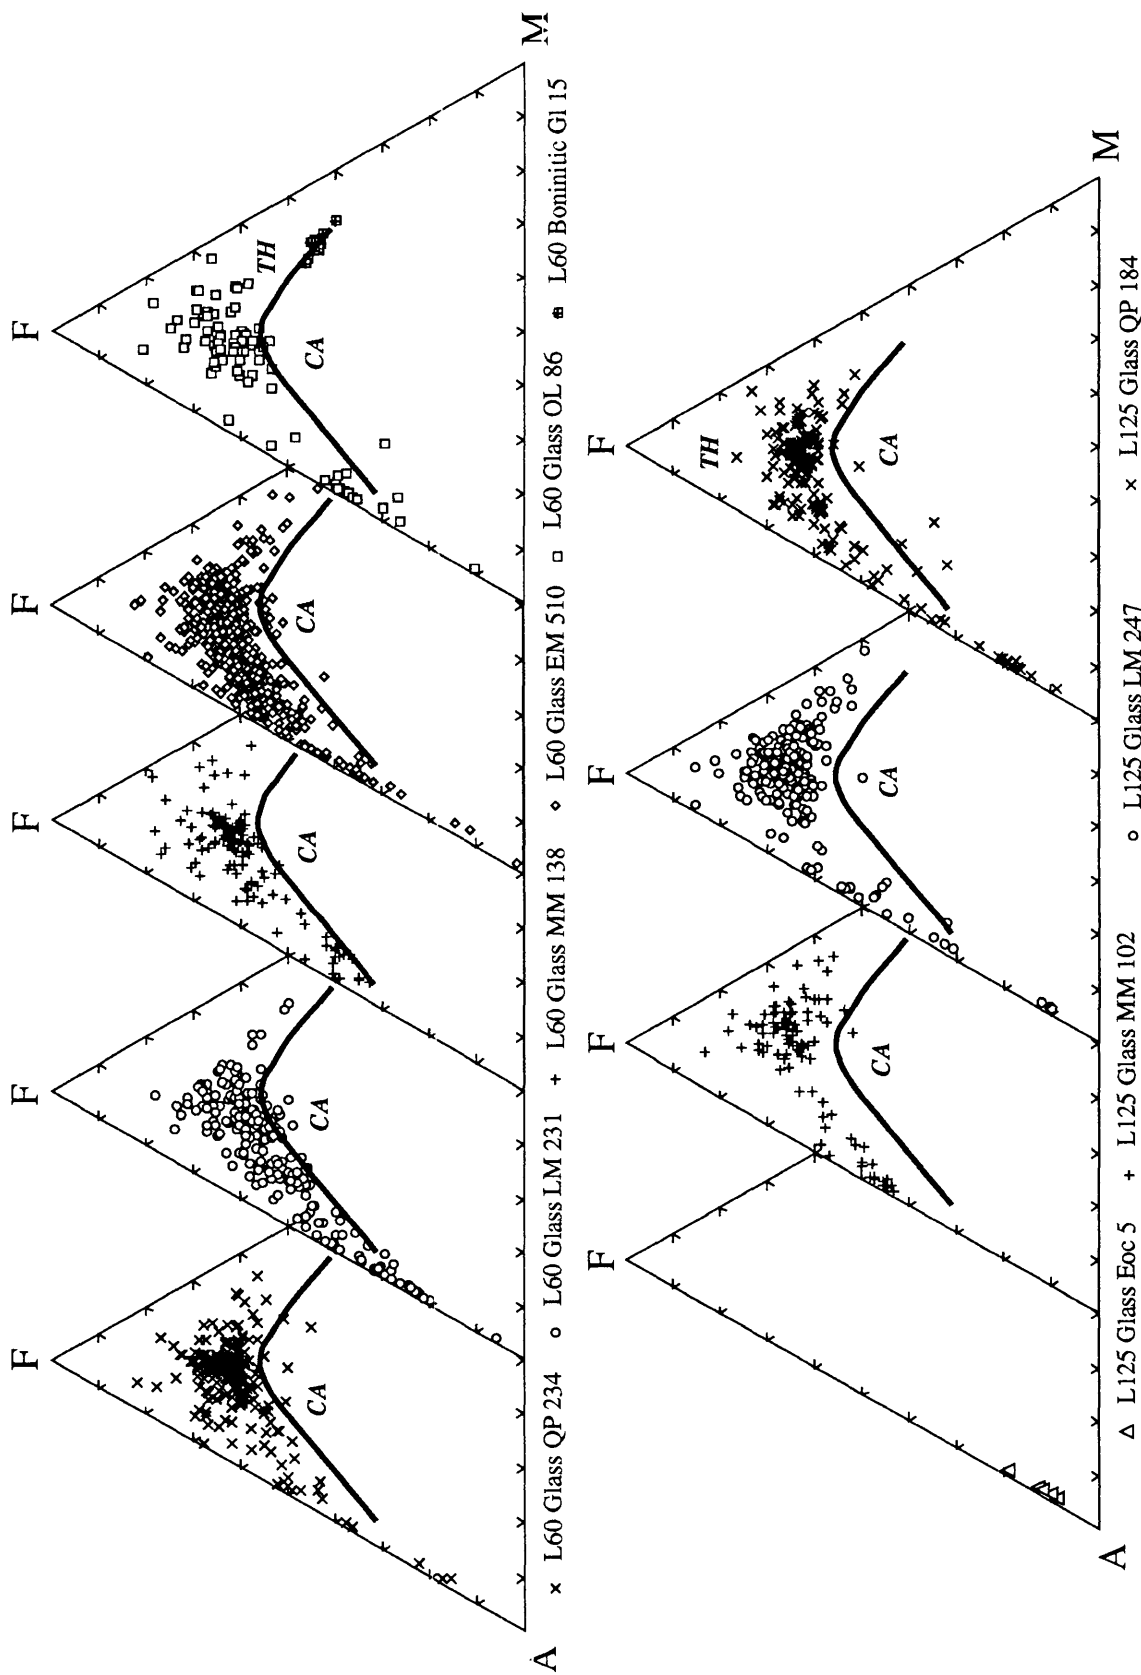 F
F
F
F
F
TH
CA
CA
CA
CA
CA
A
M
× L60 Glass QP 234 ○ L60 Glass LM 231 + L60 Glass MM 138 ◇ L60 Glass EM 510 □ L60 Glass OL 86 ⊞ L60 Boninitic Gl 15
F
F
F
F
TH
CA
CA
CA
A
M
△ L125 Glass Eoc 5 + L125 Glass MM 102 ○ L125 Glass LM 247 × L125 Glass QP 184